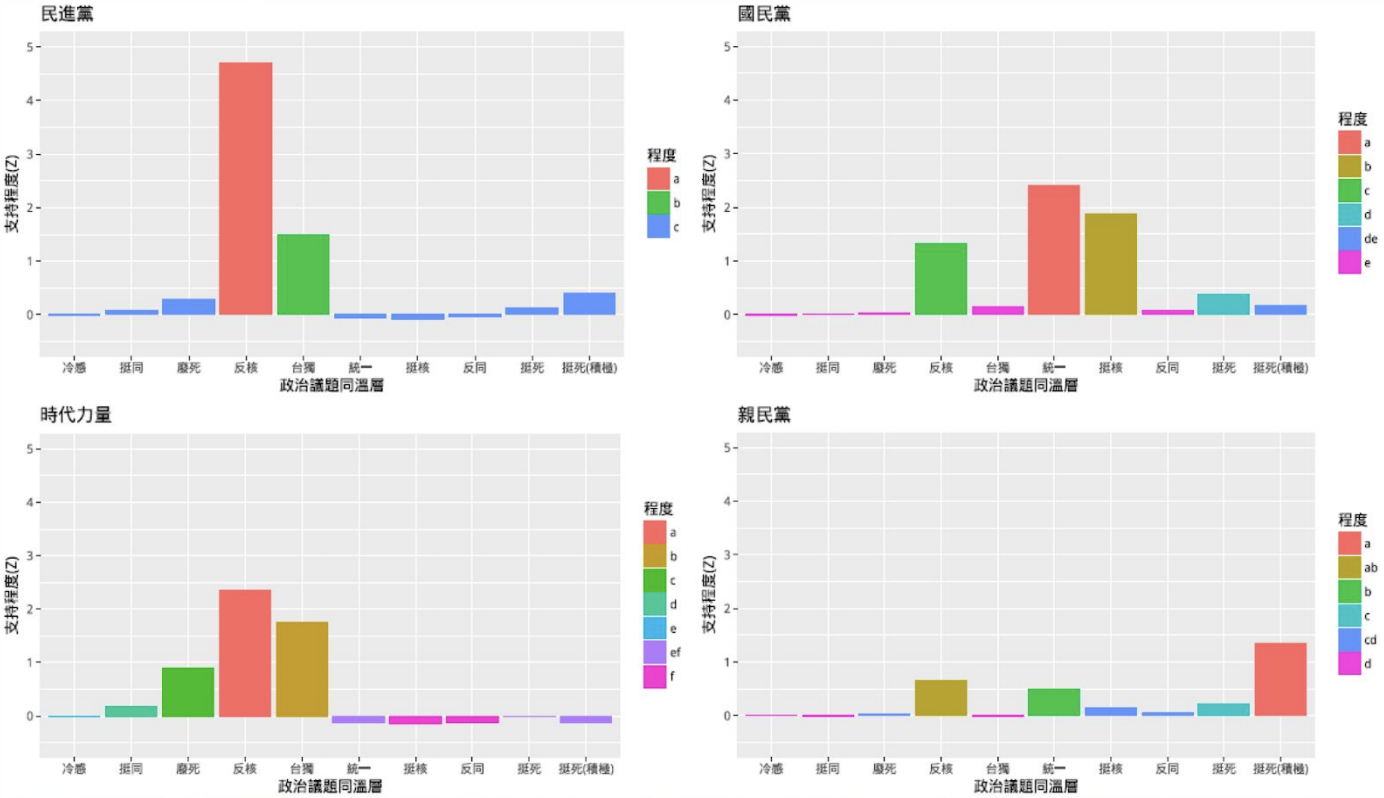 民進黨
支持程度(Z)
5
4
3
2
1
0
冷感 挺同 廢死 反核 台獨 統一 挺核 反同 挺死 挺死(積極)
政治議題同溫層
程度
a
b
c
國民黨
支持程度(Z)
5
4
3
2
1
0
冷感 挺同 廢死 反核 台獨 統一 挺核 反同 挺死 挺死(積極)
政治議題同溫層
程度
a
b
c
d
de
e
時代力量
支持程度(Z)
5
4
3
2
1
0
冷感 挺同 廢死 反核 台獨 統一 挺核 反同 挺死 挺死(積極)
政治議題同溫層
程度
a
b
c
d
e
ef
f
親民黨
支持程度(Z)
5
4
3
2
1
0
冷感 挺同 廢死 反核 台獨 統一 挺核 反同 挺死 挺死(積極)
政治議題同溫層
程度
a
ab
b
c
cd
d